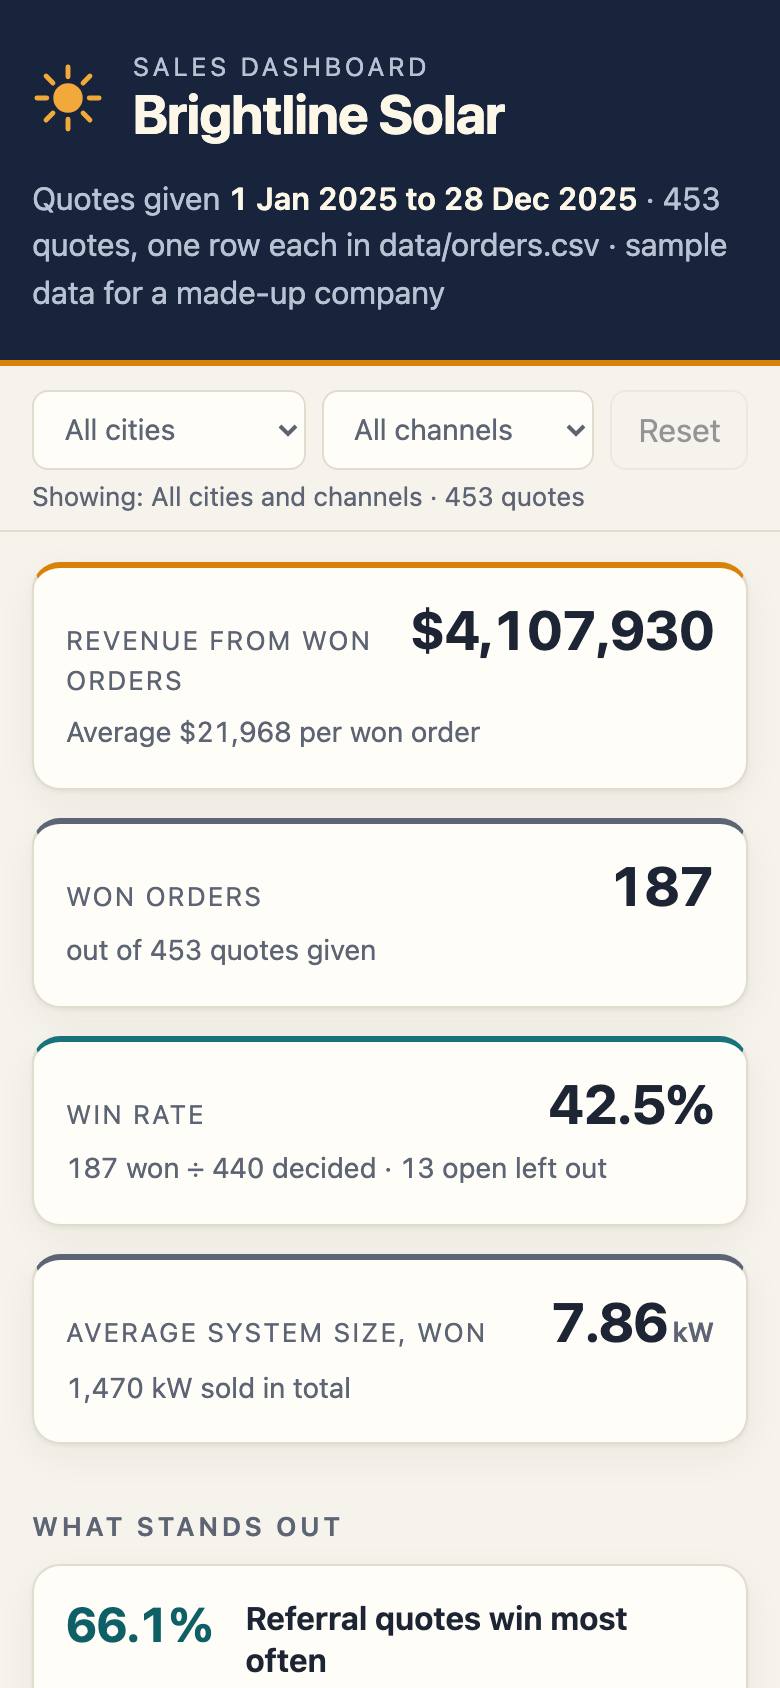 SALES DASHBOARD
Brightline Solar
Quotes given 1 Jan 2025 to 28 Dec 2025 · 453
quotes, one row each in data/orders.csv · sample
data for a made-up company
All cities
All channels
Reset
Showing: All cities and channels · 453 quotes
REVENUE FROM WON
ORDERS
$4,107,930
Average $21,968 per won order
WON ORDERS
187
out of 453 quotes given
WIN RATE
42.5%
187 won ÷ 440 decided · 13 open left out
AVERAGE SYSTEM SIZE, WON
7.86 kW
1,470 kW sold in total
WHAT STANDS OUT
66.1%
Referral quotes win most
often